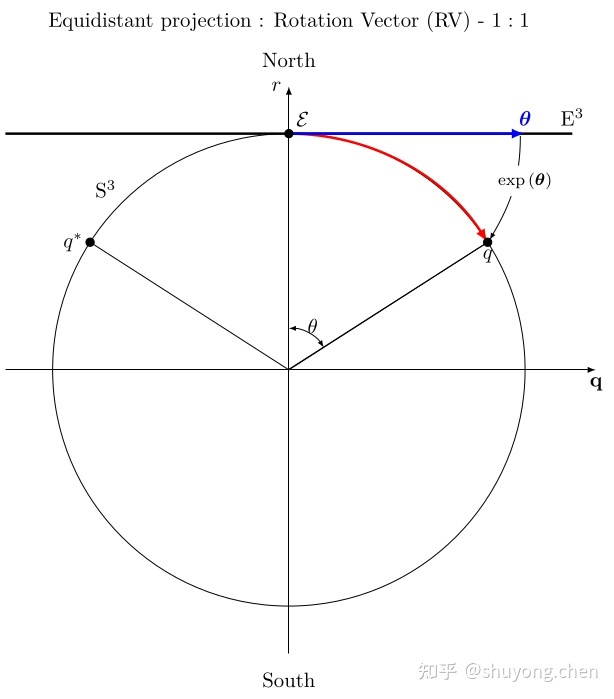 Equidistant projection : Rotation Vector (RV) - 1 : 1
North
r
ℰ
θ
E³
S³
exp (θ)
q*
q
θ
q
South
知乎 @shuyong.chen